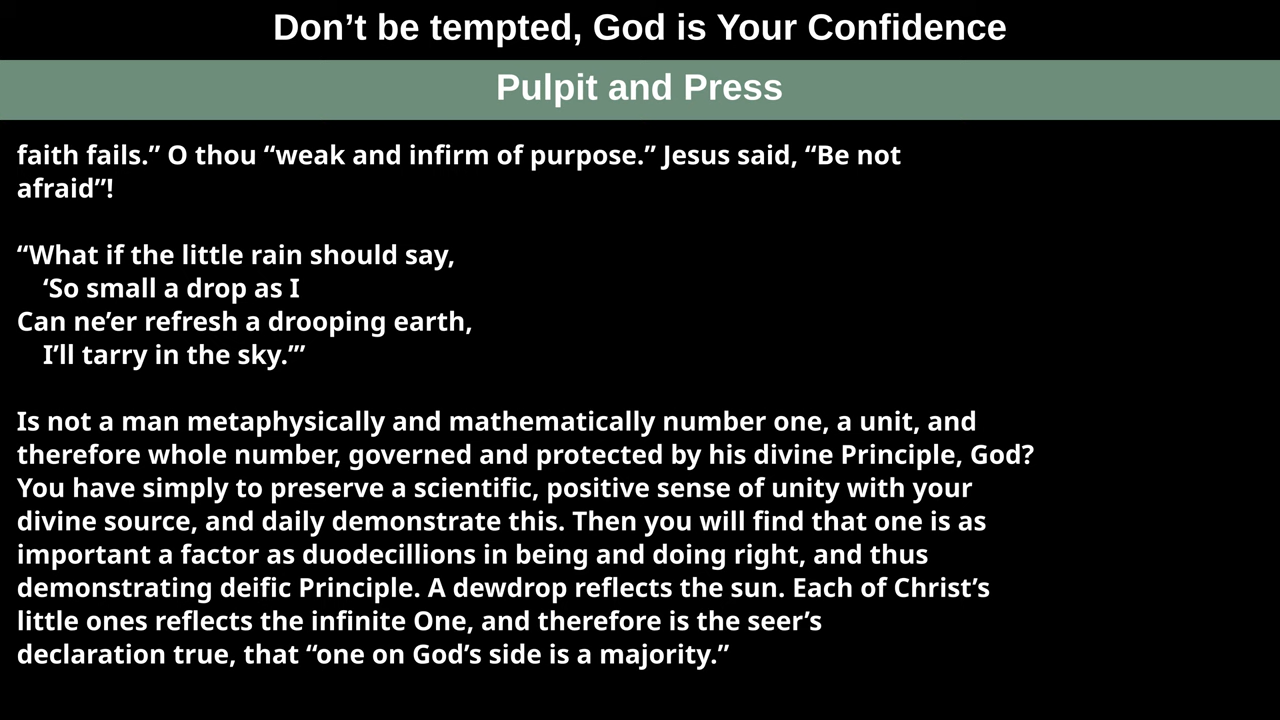 Don’t be tempted, God is Your Confidence
Pulpit and Press
faith fails.” O thou “weak and infirm of purpose.” Jesus said, “Be not
afraid”!
“What if the little rain should say,
‘So small a drop as I
Can ne’er refresh a drooping earth,
I’ll tarry in the sky.’”
Is not a man metaphysically and mathematically number one, a unit, and
therefore whole number, governed and protected by his divine Principle, God?
You have simply to preserve a scientific, positive sense of unity with your
divine source, and daily demonstrate this. Then you will find that one is as
important a factor as duodecillions in being and doing right, and thus
demonstrating deific Principle. A dewdrop reflects the sun. Each of Christ’s
little ones reflects the infinite One, and therefore is the seer’s
declaration true, that “one on God’s side is a majority.”